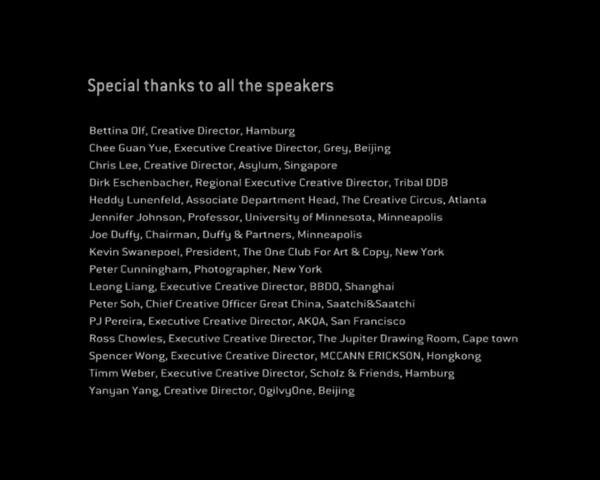 Special thanks to all the speakers
Bettina Olf, Creative Director, Hamburg
Chee Guan Yue, Executive Creative Director, Grey, Beijing
Chris Lee, Creative Director, Asylum, Singapore
Dirk Eschenbacher, Regional Executive Creative Director, Tribal DDB
Heddy Lunenfeld, Associate Department Head, The Creative Circus, Atlanta
Jennifer Johnson, Professor, University of Minnesota, Minneapolis
Joe Duffy, Chairman, Duffy & Partners, Minneapolis
Kevin Swanepoel, President, The One Club For Art & Copy, New York
Peter Cunningham, Photographer, New York
Leong Liang, Executive Creative Director, BBDO, Shanghai
Peter Soh, Chief Creative Officer Great China, Saatchi&Saatchi
PJ Pereira, Executive Creative Director, AKQA, San Francisco
Ross Chowles, Executive Creative Director, The Jupiter Drawing Room, Cape town
Spencer Wong, Executive Creative Director, MCCANN ERICKSON, Hongkong
Timm Weber, Executive Creative Director, Scholz & Friends, Hamburg
Yanyan Yang, Creative Director, OgilvyOne, Beijing